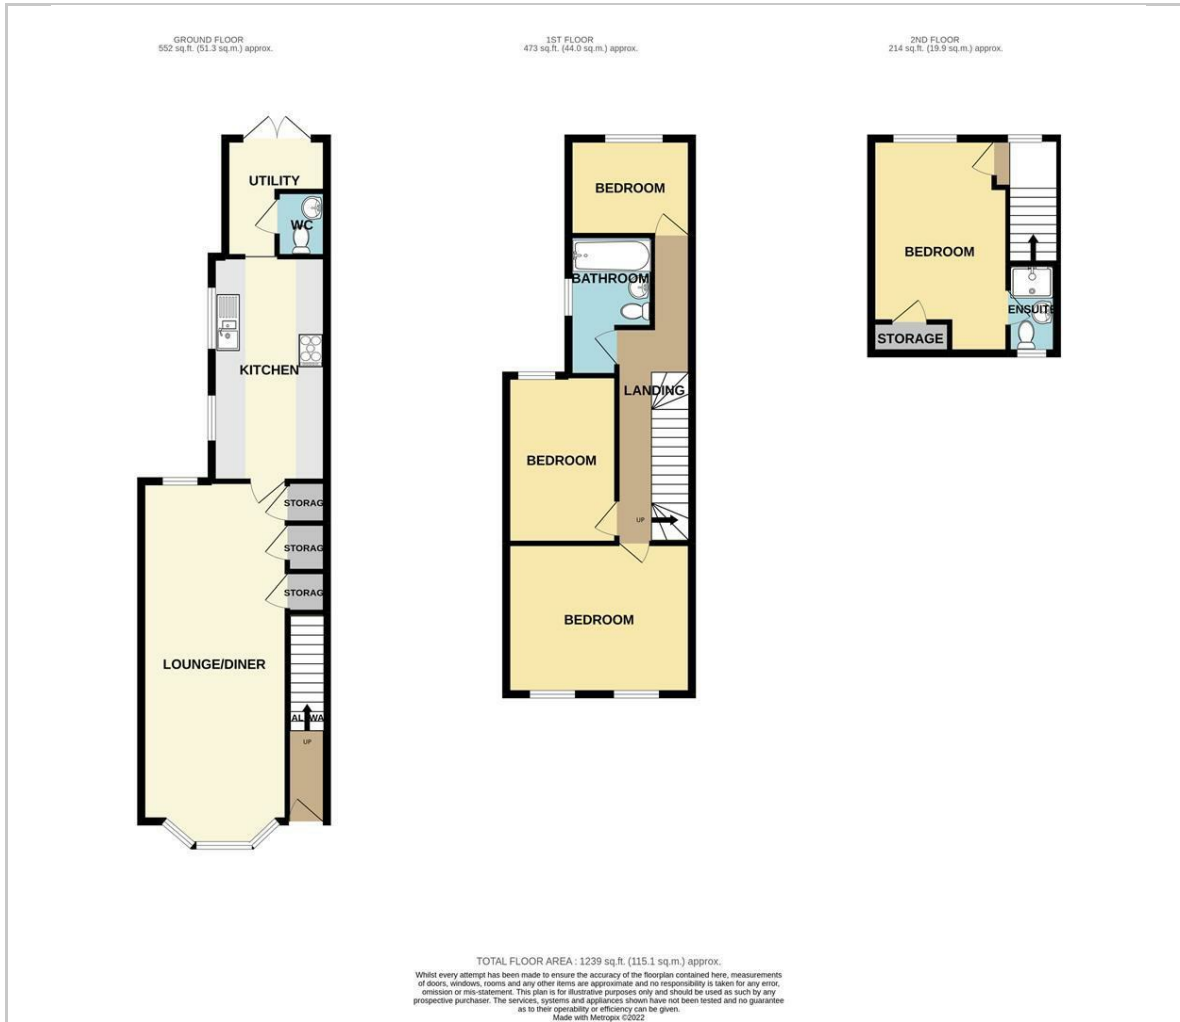 GROUND FLOOR
552 sq.ft. (51.3 sq.m.) approx.
1ST FLOOR
473 sq.ft. (44.0 sq.m.) approx.
2ND FLOOR
214 sq.ft. (19.9 sq.m.) approx.
UTILITY
WC
KITCHEN
STORAG
STORAG
STORAG
LOUNGE/DINER
AL WA
UP
BEDROOM
BATHROOM
LANDING
BEDROOM
UP
BEDROOM
BEDROOM
ENSUITE
STORAGE
TOTAL FLOOR AREA : 1239 sq.ft. (115.1 sq.m.) approx.
Whilst every attempt has been made to ensure the accuracy of the floorplan contained here, measurements
of doors, windows, rooms and any other items are approximate and no responsibility is taken for any error,
omission or mis-statement. This plan is for illustrative purposes only and should be used as such by any
prospective purchaser. The services, systems and appliances shown have not been tested and no guarantee
as to their operability or efficiency can be given.
Made with Metropix ©2022